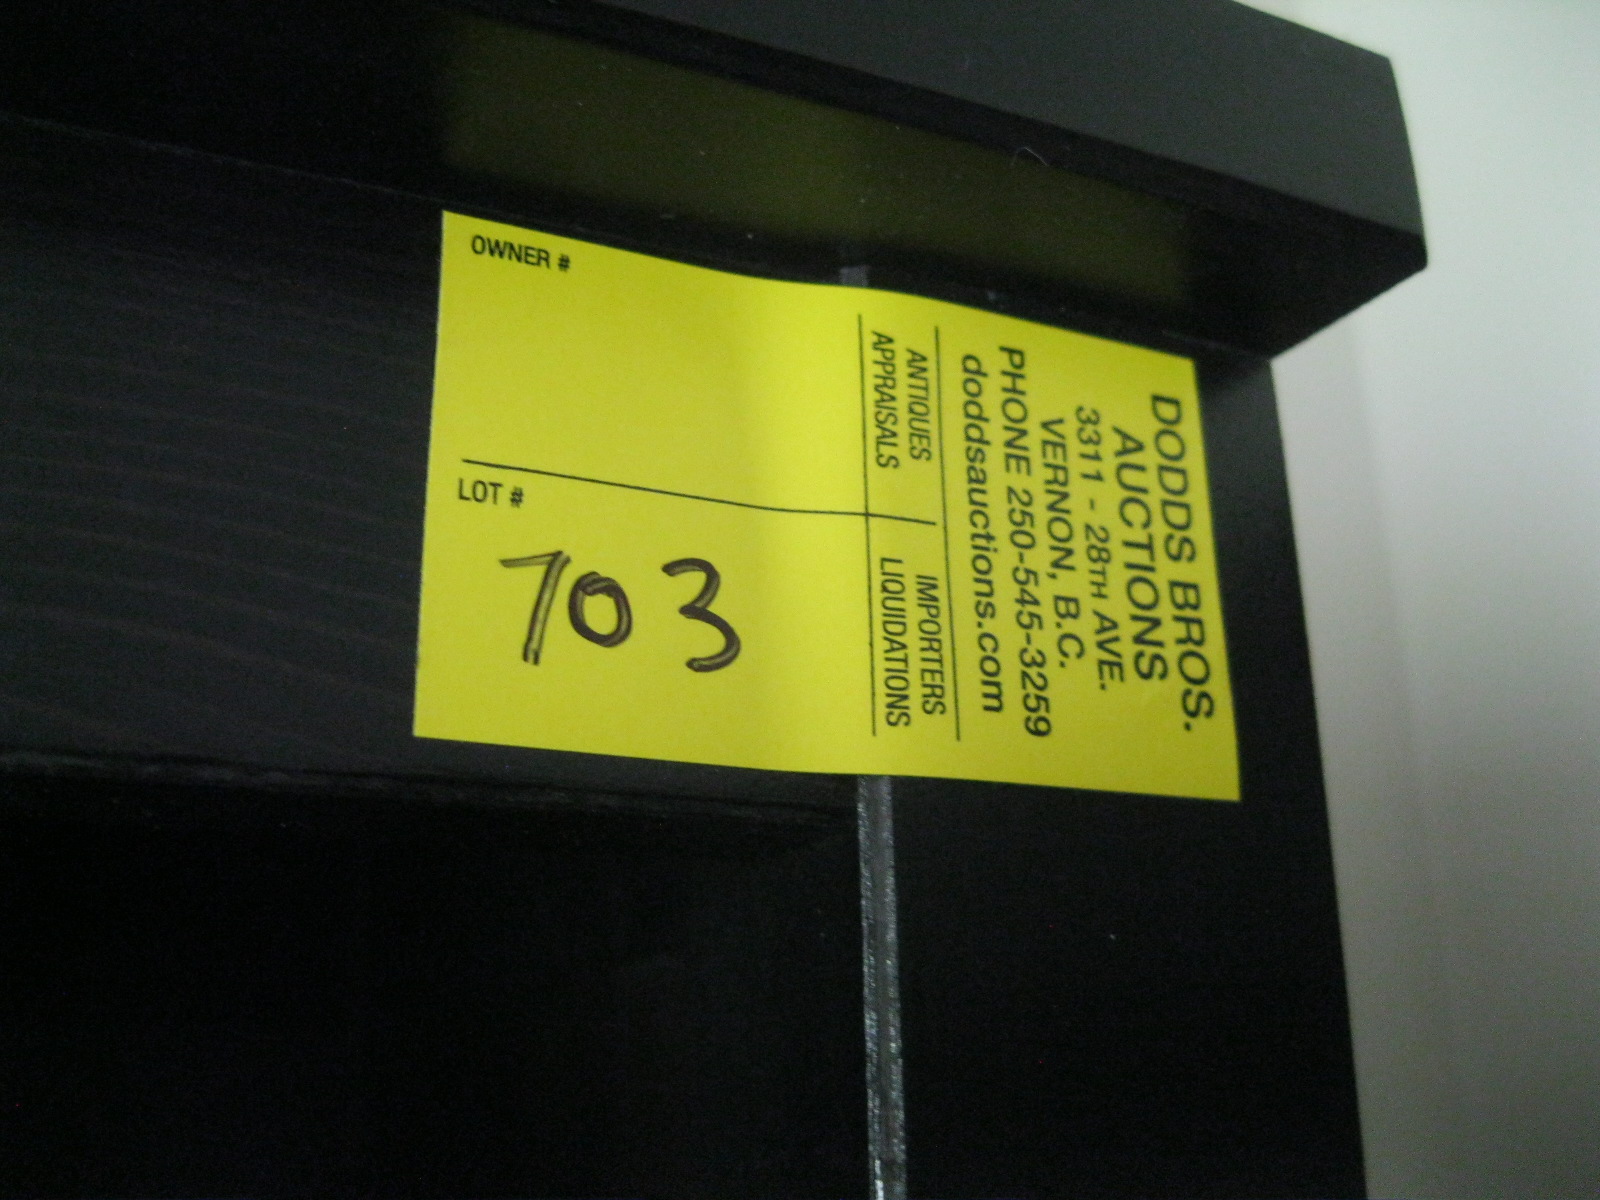 DODDS BROS.
AUCTIONS
3311 - 28TH AVE.
VERNON, B.C.
PHONE 250-545-3259
doddsauctions.com
ANTIQUES IMPORTERS
APPRAISALS LIQUIDATIONS
OWNER #
LOT #
703